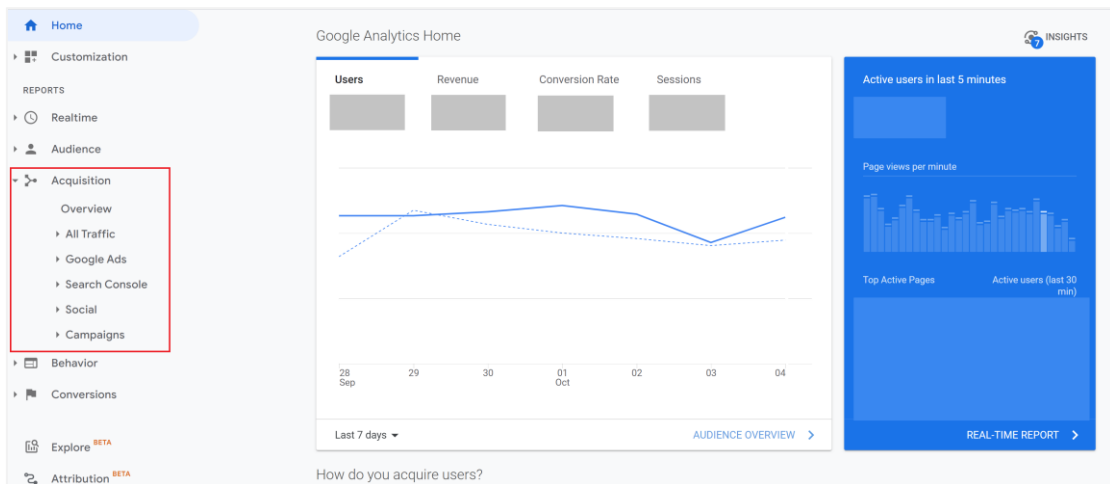 Home
Customization
REPORTS
Realtime
Audience
Acquisition
Overview
All Traffic
Google Ads
Search Console
Social
Campaigns
Behavior
Conversions
Explore BETA
Attribution BETA
Google Analytics Home
7 INSIGHTS
Users Revenue Conversion Rate Sessions
28 29 30 01 02 03 04
Sep Oct
Last 7 days AUDIENCE OVERVIEW
Active users in last 5 minutes
Page views per minute
Top Active Pages Active users (last 30
min)
REAL-TIME REPORT
How do you acquire users?